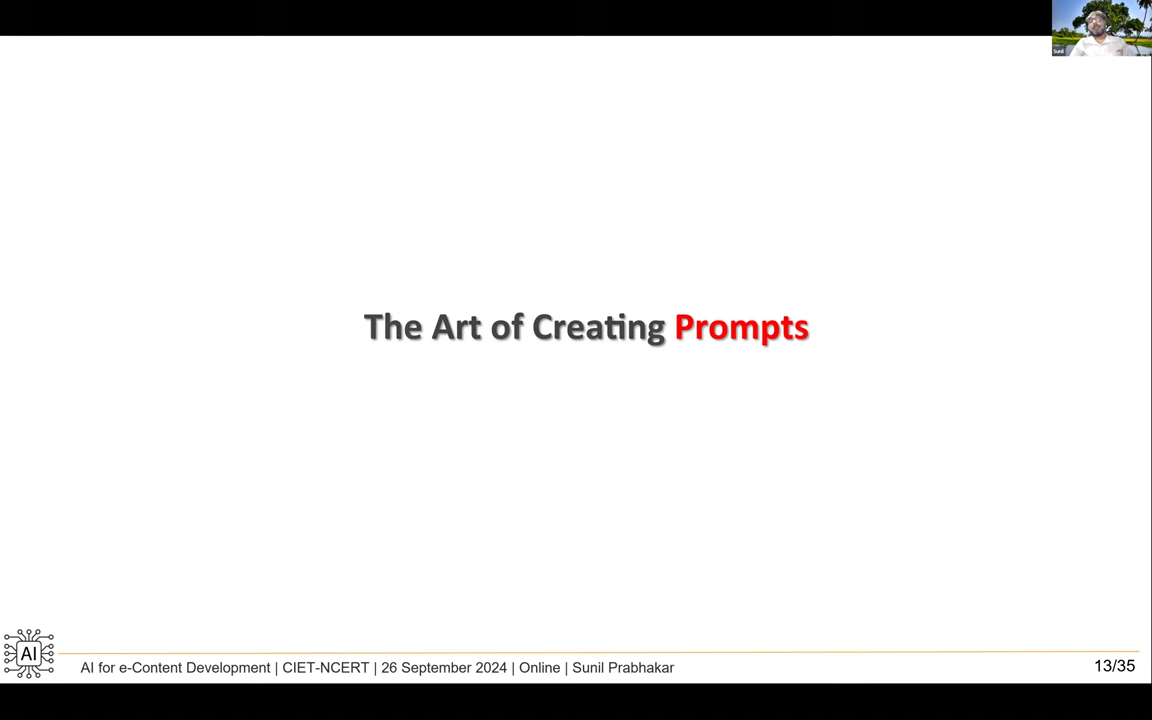 Sunil
The Art of Creating Prompts
AI
AI for e-Content Development | CIET-NCERT | 26 September 2024 | Online | Sunil Prabhakar
13/35